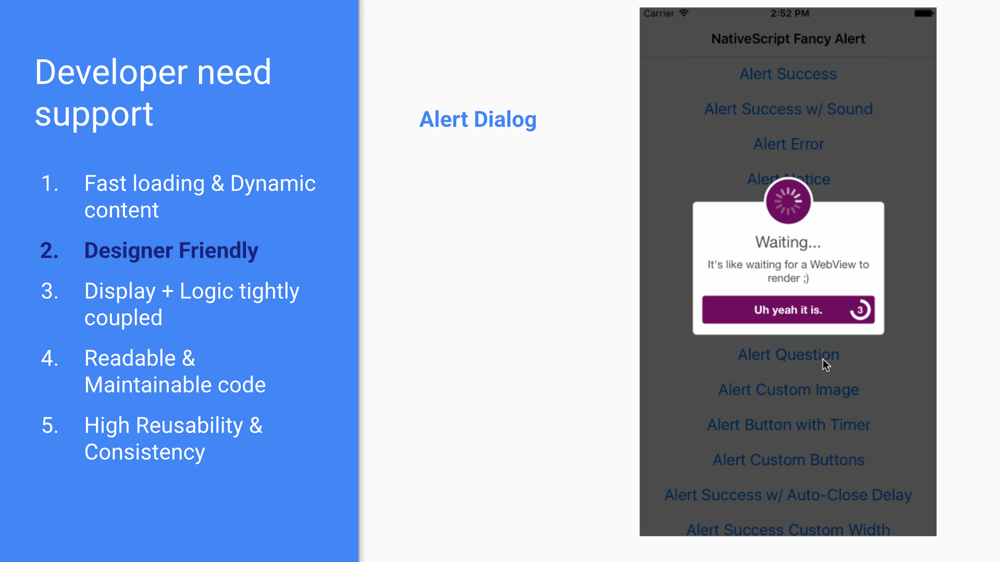 Developer need
support
1. Fast loading & Dynamic
content
2. Designer Friendly
3. Display + Logic tightly
coupled
4. Readable &
Maintainable code
5. High Reusability &
Consistency
Alert Dialog
Carrier 2:52 PM
NativeScript Fancy Alert
Alert Success
Alert Success w/ Sound
Alert Error
Alert Notice
Waiting...
It's like waiting for a WebView to
render ;)
Uh yeah it is. 3
Alert Question
Alert Custom Image
Alert Button with Timer
Alert Custom Buttons
Alert Success w/ Auto-Close Delay
Alert Success Custom Width